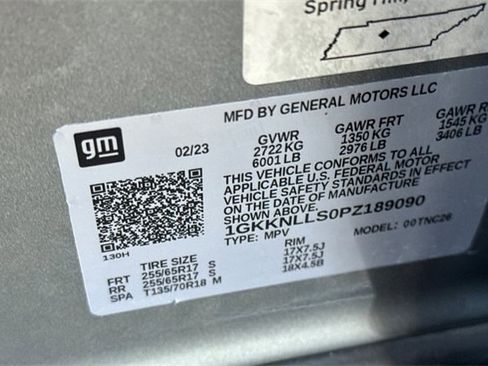 Spring Hill,
MFD BY GENERAL MOTORS LLC
gm
02/23
GVWR
2722 KG
6001 LB
GAWR FRT
1350 KG
2976 LB
GAWR R
1545 KG
3406 LB
THIS VEHICLE CONFORMS TO ALL
APPLICABLE U.S. FEDERAL MOTOR
VEHICLE SAFETY STANDARDS IN EFFECT
ON THE DATE OF MANUFACTURE
SHOWN ABOVE.
1GKKNLLS0PZ189090
TYPE: MPV
MODEL: 00TNC26
130H
TIRE SIZE RIM
FRT 255/65R17 S 17X7.5J
RR 255/65R17 S 17X7.5J
SPA T135/70R18 M 18X4.5B